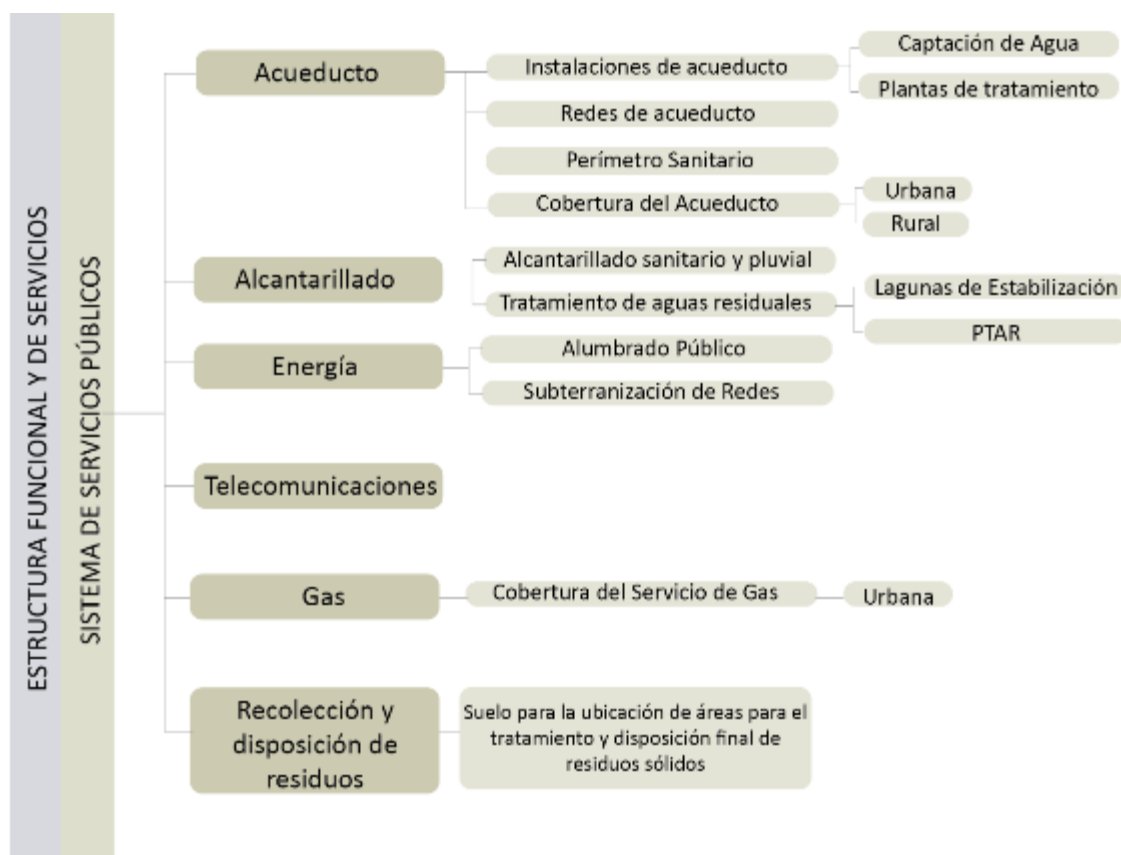 ESTRUCTURA FUNCIONAL Y DE SERVICIOS
SISTEMA DE SERVICIOS PÚBLICOS
Acueducto
Instalaciones de acueducto
Captación de Agua
Plantas de tratamiento
Redes de acueducto
Perímetro Sanitario
Cobertura del Acueducto
Urbana
Rural
Alcantarillado
Alcantarillado sanitario y pluvial
Tratamiento de aguas residuales
Lagunas de Estabilización
PTAR
Energía
Alumbrado Público
Subterranización de Redes
Telecomunicaciones
Gas
Cobertura del Servicio de Gas
Urbana
Recolección y
disposición de
residuos
Suelo para la ubicación de áreas para el
tratamiento y disposición final de
residuos sólidos